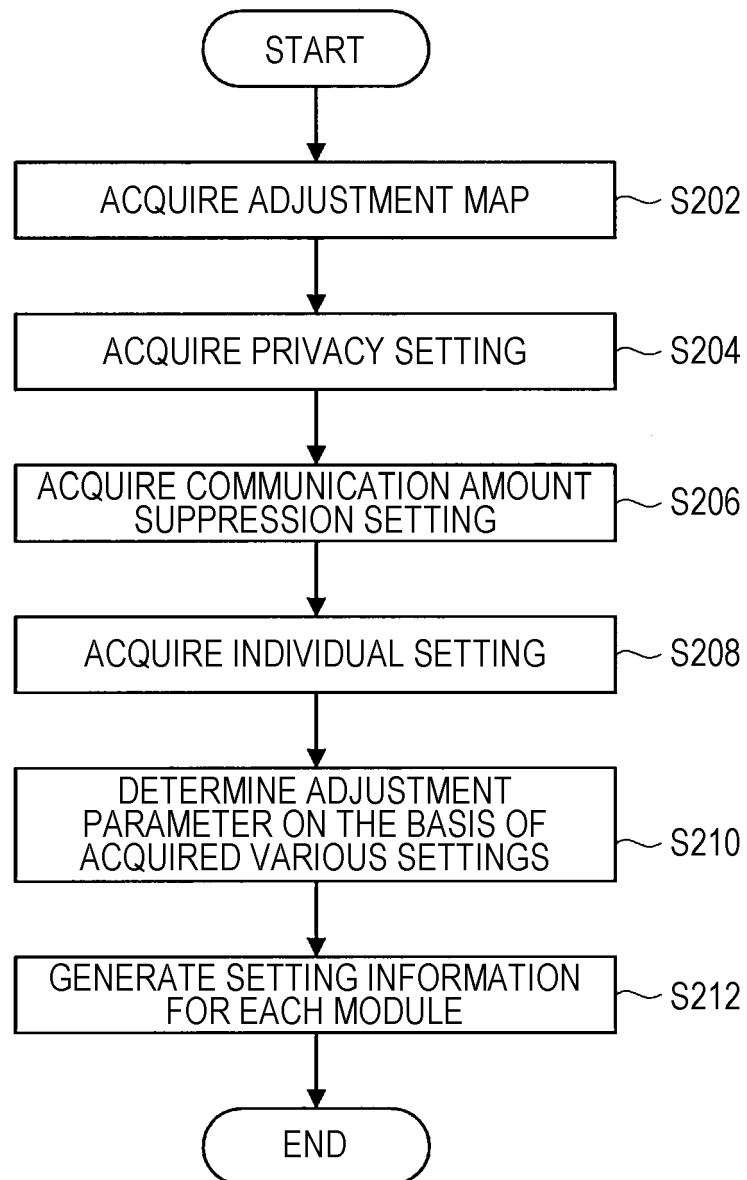 START
ACQUIRE ADJUSTMENT MAP
S202
ACQUIRE PRIVACY SETTING
S204
ACQUIRE COMMUNICATION AMOUNT
SUPPRESSION SETTING
S206
ACQUIRE INDIVIDUAL SETTING
S208
DETERMINE ADJUSTMENT
PARAMETER ON THE BASIS OF
ACQUIRED VARIOUS SETTINGS
S210
GENERATE SETTING INFORMATION
FOR EACH MODULE
S212
END